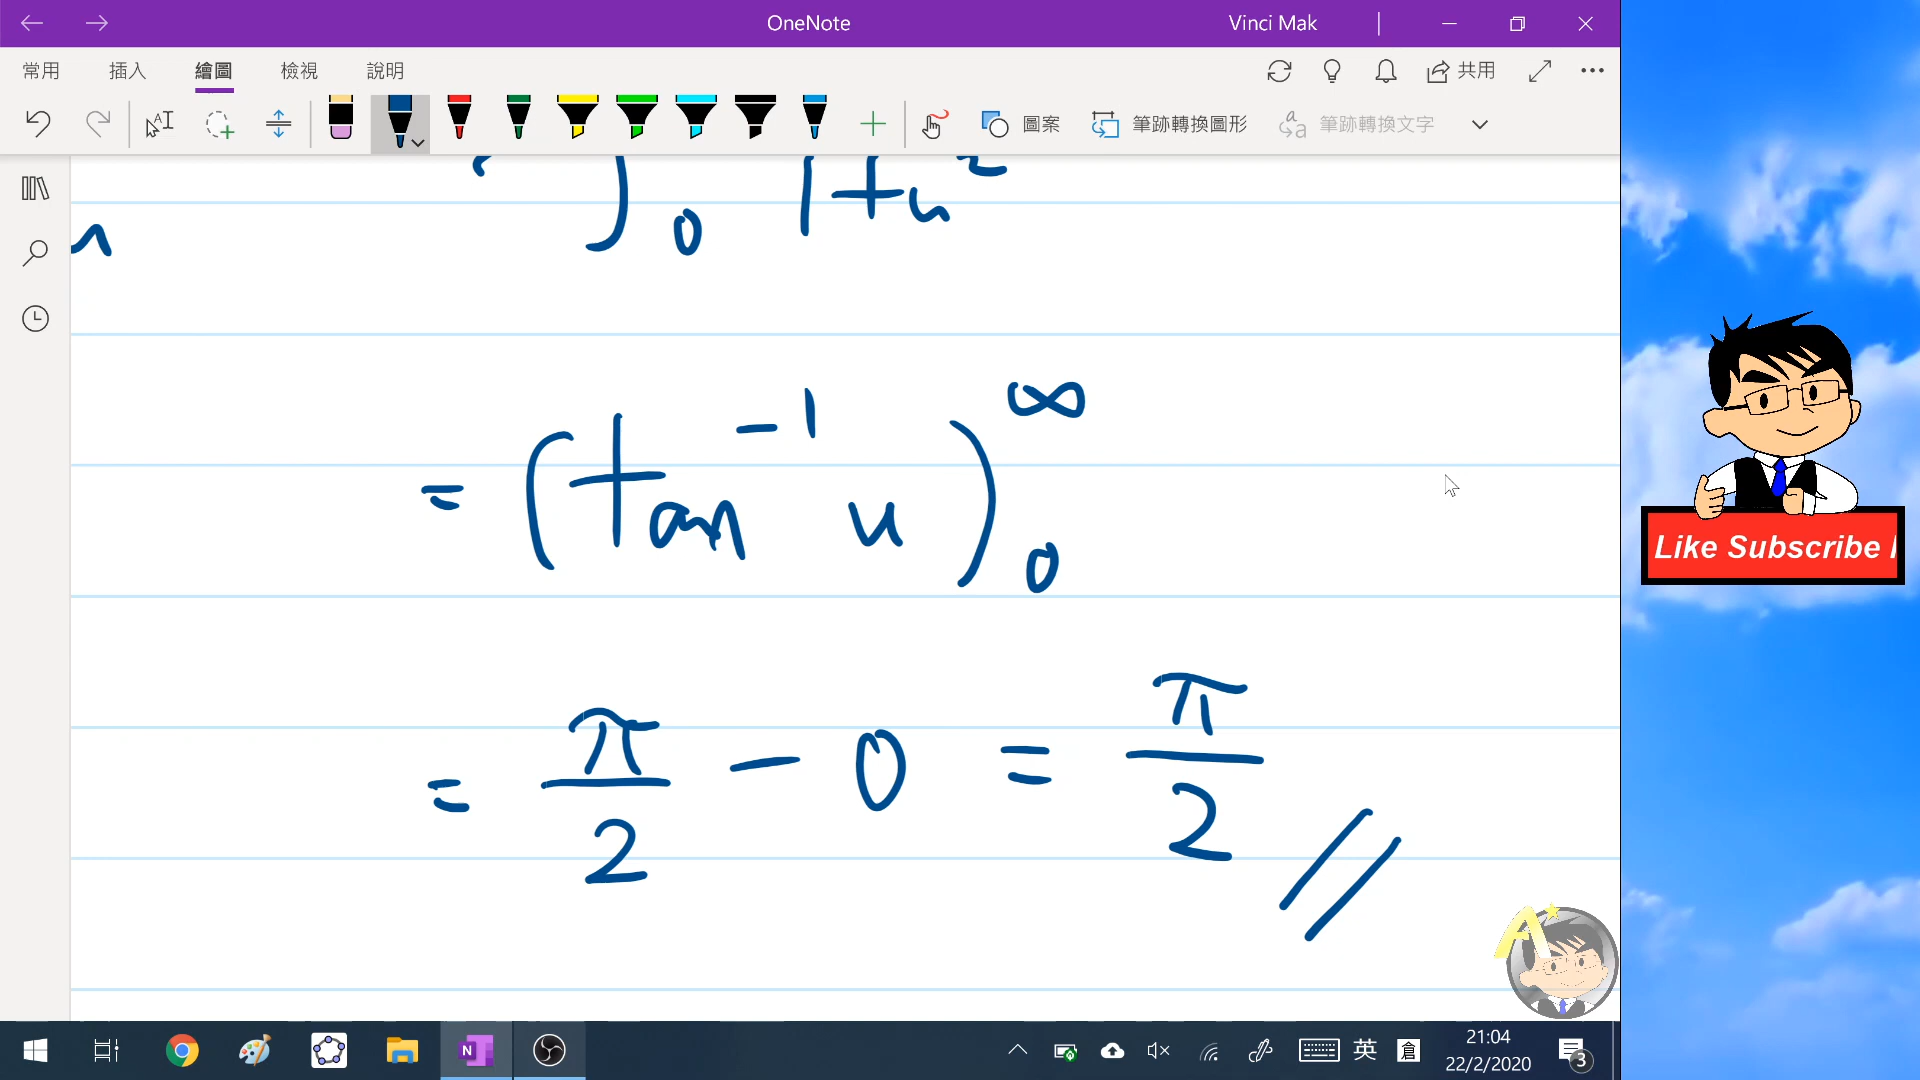 OneNote
Vinci Mak
常用 插入 繪圖 檢視 說明
共用
圖案 筆跡轉換圖形 筆跡轉換文字
u
∫ 0 1+u²
= (tan⁻¹ u)₀^∞
= π/2 − 0 = π/2 //
Like Subscribe
A
英 倉
21:04
22/2/2020
3